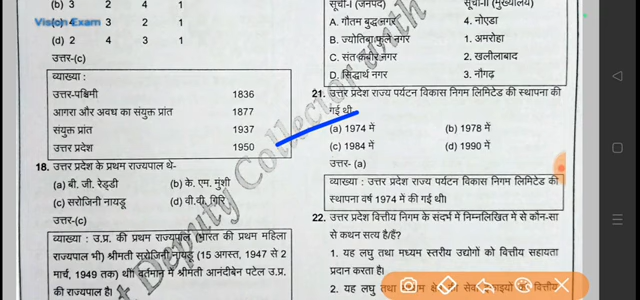 (b) 3 2 4 1
Vision Exam
(c) 4 3 2 1
(d) 2 4 3 1
उत्तर-(c)
व्याख्या :
उत्तर-पश्चिमी 1836
आगरा और अवध का संयुक्त प्रांत 1877
संयुक्त प्रांत 1937
उत्तर प्रदेश 1950
18. उत्तर प्रदेश के प्रथम राज्यपाल थे-
(a) बी. जी. रेड्डी (b) के. एम. मुंशी
(c) सरोजिनी नायडू (d) वी.वी. गिरि
उत्तर-(c)
व्याख्या : उ.प्र. की प्रथम राज्यपाल (भारत की प्रथम महिला
राज्यपाल भी) श्रीमती सरोजिनी नायडू (15 अगस्त, 1947 से 2
मार्च, 1949 तक) थीं। वर्तमान में श्रीमती आनंदीबेन पटेल उ.प्र.
की राज्यपाल है।
सूची-I (जनपद) सूची-II (मुख्यालय)
A. गौतम बुद्ध नगर 4. नोएडा
B. ज्योतिबा फुले नगर 1. अमरोहा
C. संत कबीर नगर 2. खलीलाबाद
D. सिद्धार्थ नगर 3. नौगढ़
21. उत्तर प्रदेश राज्य पर्यटन विकास निगम लिमिटेड की स्थापना की
गई थी
(a) 1974 में (b) 1978 में
(c) 1984 में (d) 1990 में
उत्तर- (a)
व्याख्या : उत्तर प्रदेश राज्य पर्यटन विकास निगम लिमिटेड की
स्थापना वर्ष 1974 में की गई थी।
22. उत्तर प्रदेश वित्तीय निगम के संदर्भ में निम्नलिखित में से कौन-सा
से कथन सत्य है/हैं?
1. यह लघु तथा मध्यम स्तरीय उद्योगों को वित्तीय सहायता
प्रदान करता है।
2. यह लघु तथा
की सेवा
वित्तीय
Deputy Collector